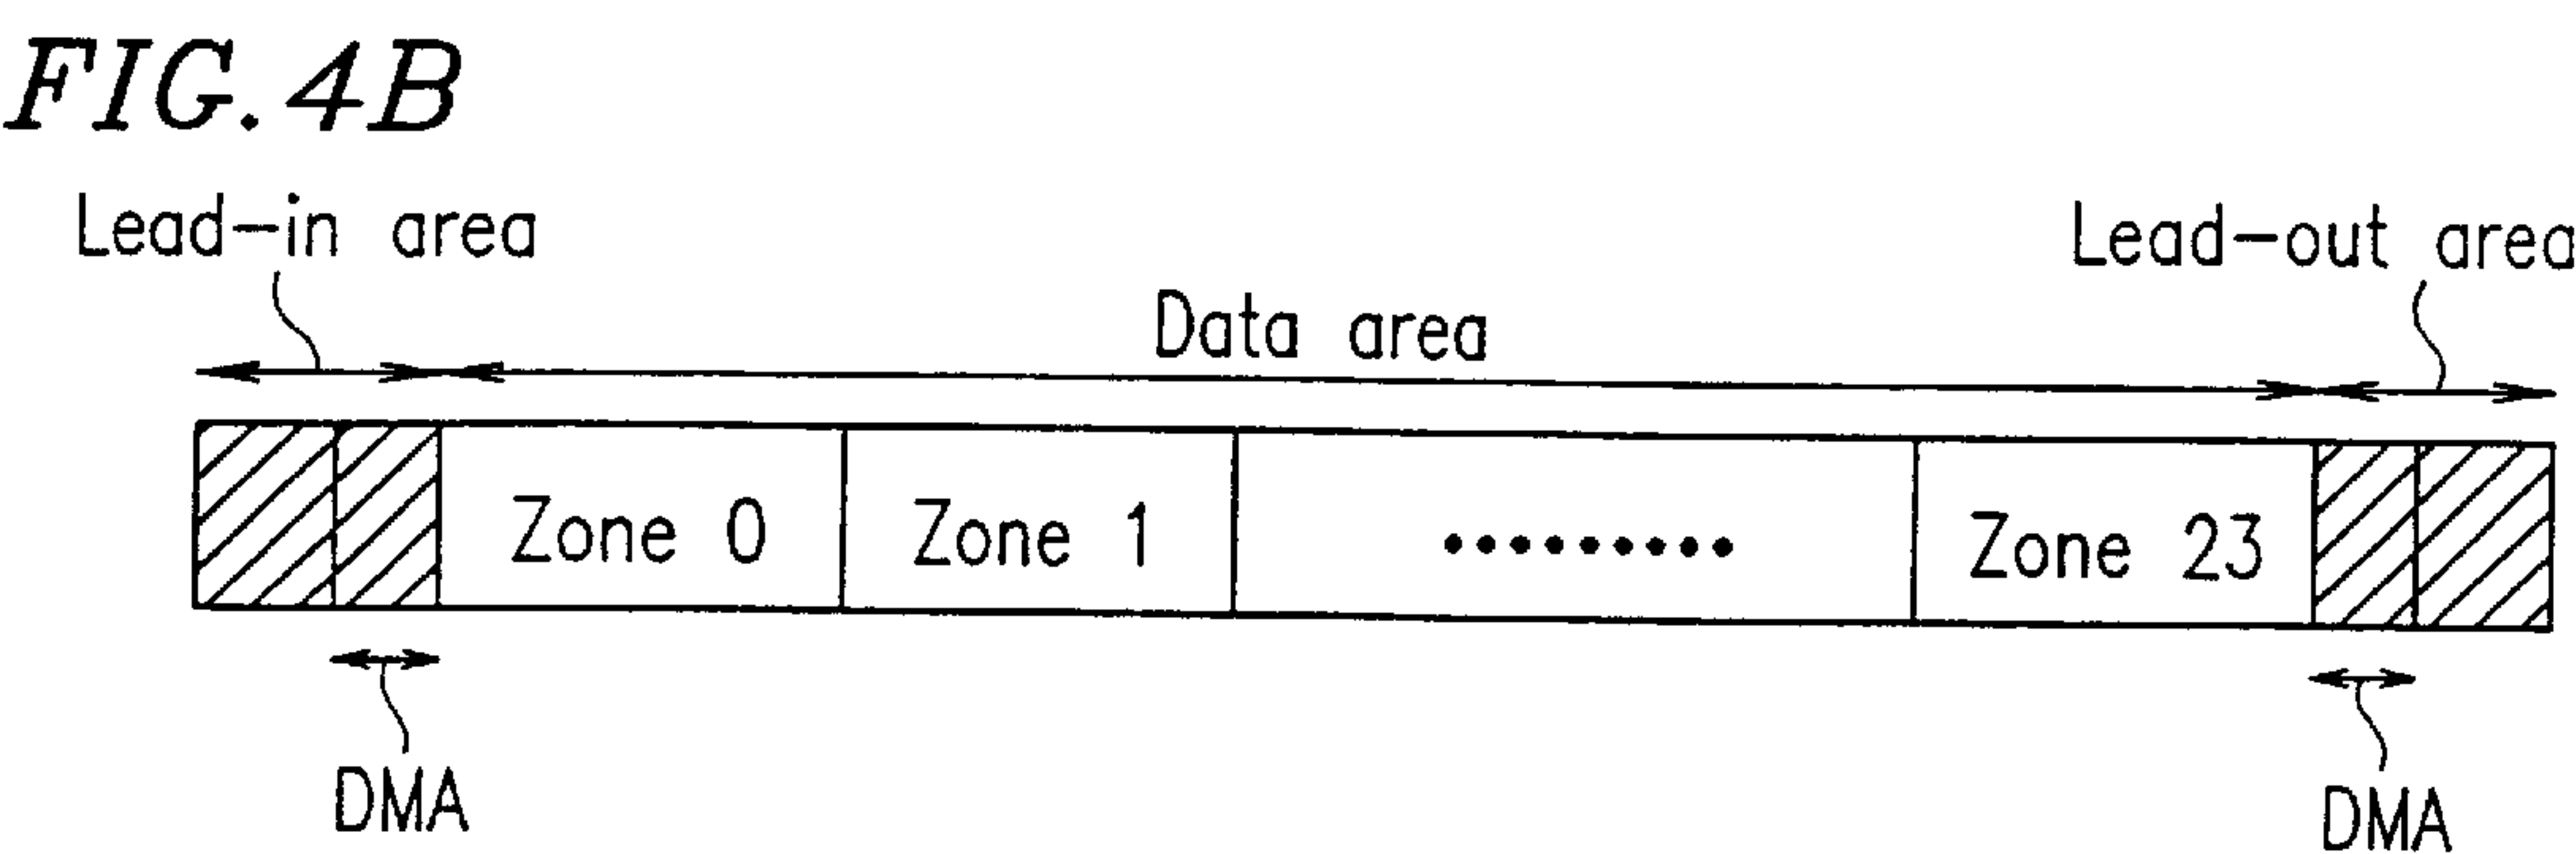 FIG. 4B
Lead-in area
Lead-out area
Data area
Zone 0
Zone 1
.........
Zone 23
DMA
DMA